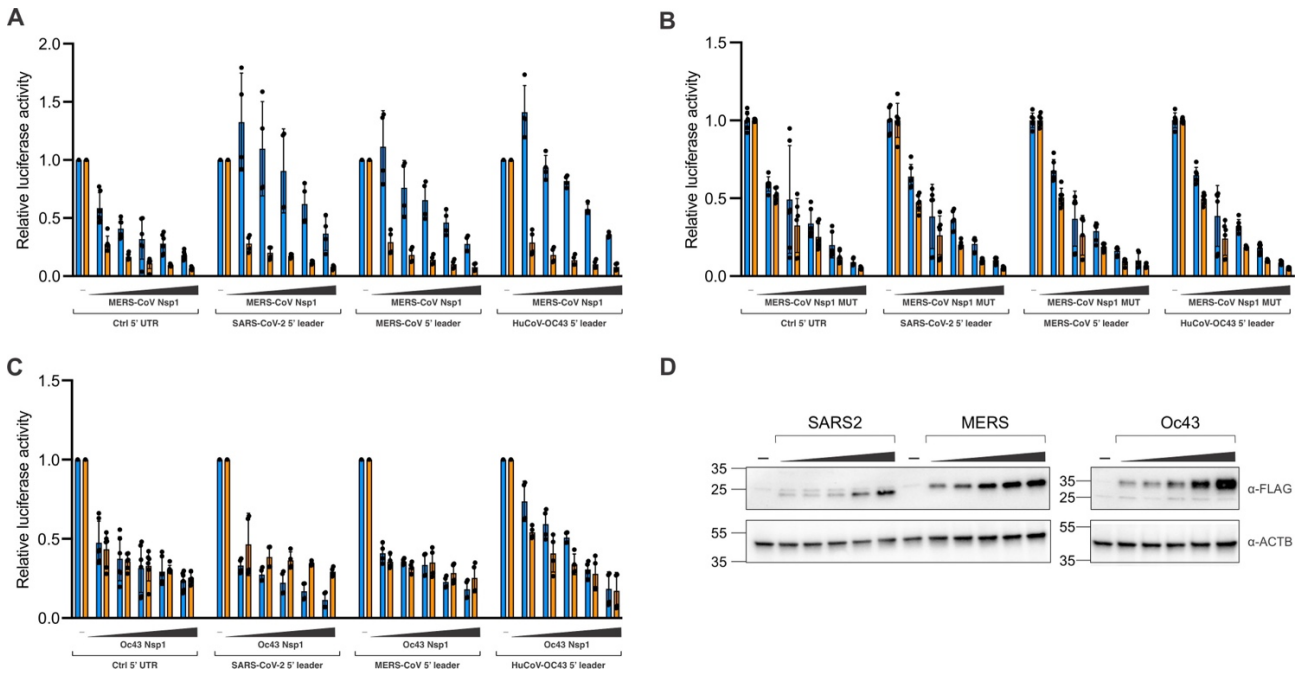 A
Relative luciferase activity
2.0
1.5
1.0
0.5
0.0
– MERS-CoV Nsp1 MERS-CoV Nsp1 MERS-CoV Nsp1 MERS-CoV Nsp1
Ctrl 5' UTR SARS-CoV-2 5' leader MERS-CoV 5' leader HuCoV-OC43 5' leader
B
Relative luciferase activity
1.5
1.0
0.5
0.0
– – – –
MERS-CoV Nsp1 MUT MERS-CoV Nsp1 MUT MERS-CoV Nsp1 MUT MERS-CoV Nsp1 MUT
Ctrl 5' UTR SARS-CoV-2 5' leader MERS-CoV 5' leader HuCoV-OC43 5' leader
C
Relative luciferase activity
1.5
1.0
0.5
0.0
– – – –
Oc43 Nsp1 Oc43 Nsp1 Oc43 Nsp1 Oc43 Nsp1
Ctrl 5' UTR SARS-CoV-2 5' leader MERS-CoV 5' leader HuCoV-OC43 5' leader
D
SARS2 MERS Oc43
– – –
35
25
35
25
α-FLAG
55
35
55
35
α-ACTB